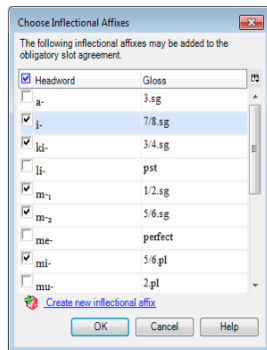 Choose Inflectional Affixes
The following inflectional affixes may be added to the
obligatory slot agreement.
Headword Gloss
a- 3.sg
i- 7/8.sg
ki- 3/4.sg
li- pst
m-₁ 1/2.sg
m-₂ 5/6.sg
me- perfect
mi- 5/6.pl
mu- 2.pl
Create new inflectional affix
OK Cancel Help